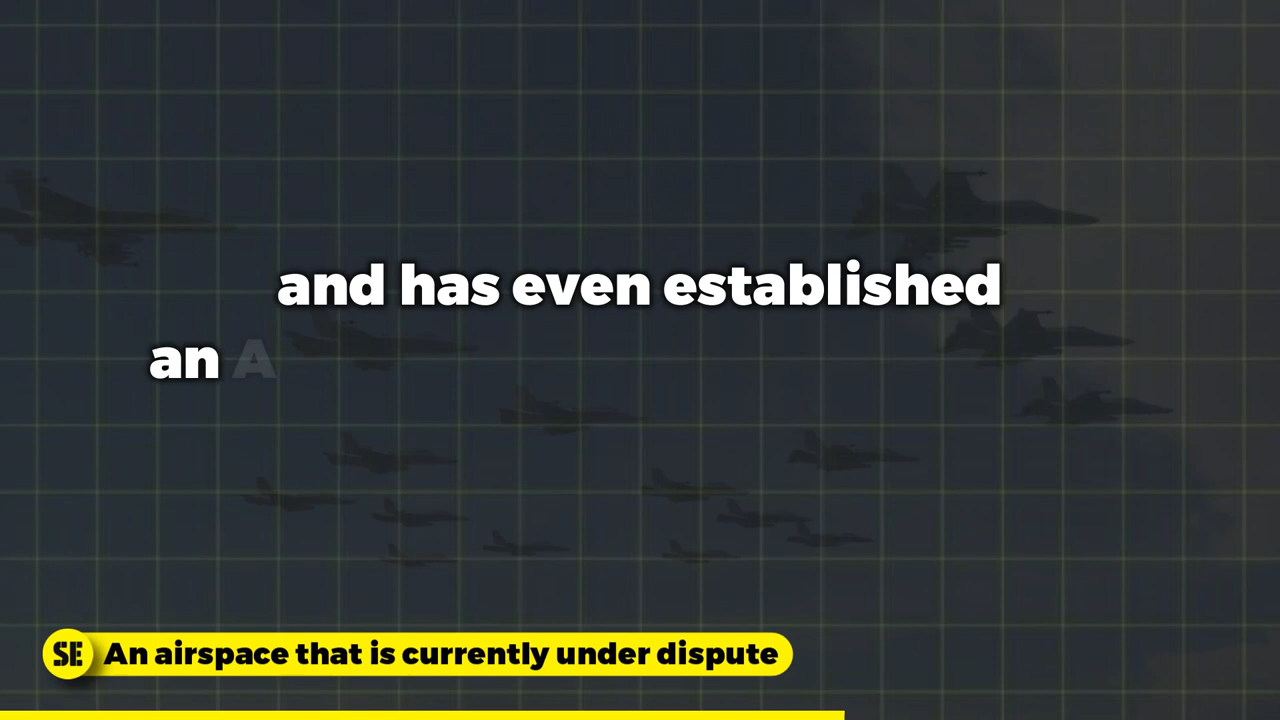 and has even established
an A
SE An airspace that is currently under dispute